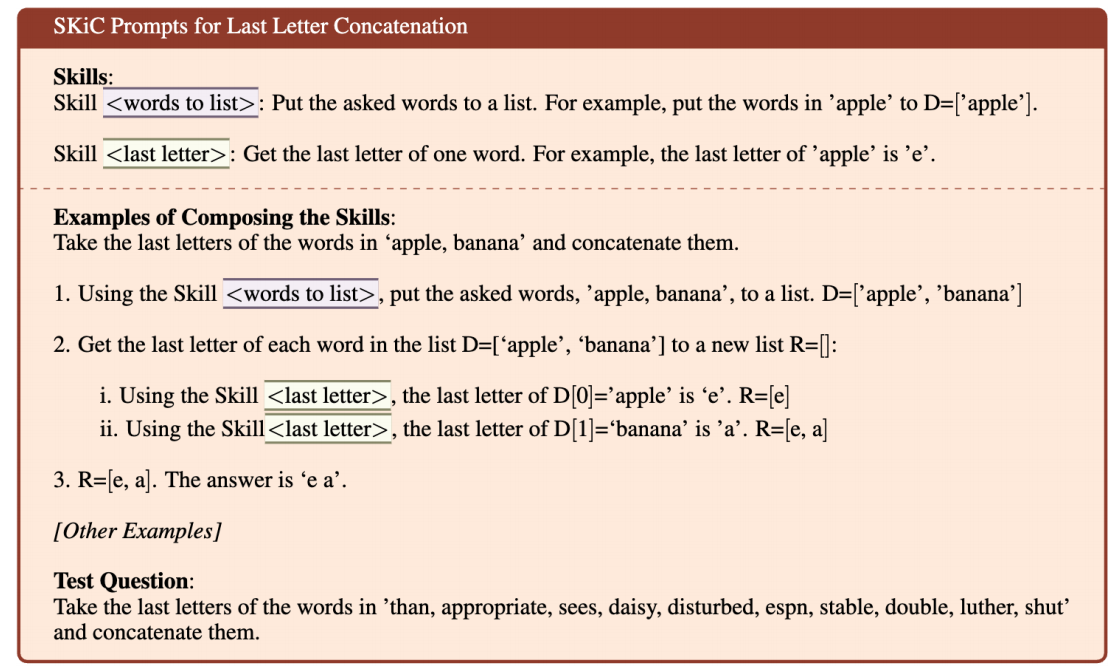 SKiC Prompts for Last Letter Concatenation
Skills:
Skill <words to list>: Put the asked words to a list. For example, put the words in ’apple’ to D=[’apple’].
Skill <last letter>: Get the last letter of one word. For example, the last letter of ’apple’ is ’e’.
Examples of Composing the Skills:
Take the last letters of the words in ‘apple, banana’ and concatenate them.
1. Using the Skill <words to list>, put the asked words, ’apple, banana’, to a list. D=[’apple’, ’banana’]
2. Get the last letter of each word in the list D=[‘apple’, ‘banana’] to a new list R=[]:
i. Using the Skill <last letter>, the last letter of D[0]=’apple’ is ‘e’. R=[e]
ii. Using the Skill <last letter>, the last letter of D[1]=‘banana’ is ’a’. R=[e, a]
3. R=[e, a]. The answer is ‘e a’.
[Other Examples]
Test Question:
Take the last letters of the words in ’than, appropriate, sees, daisy, disturbed, espn, stable, double, luther, shut’
and concatenate them.